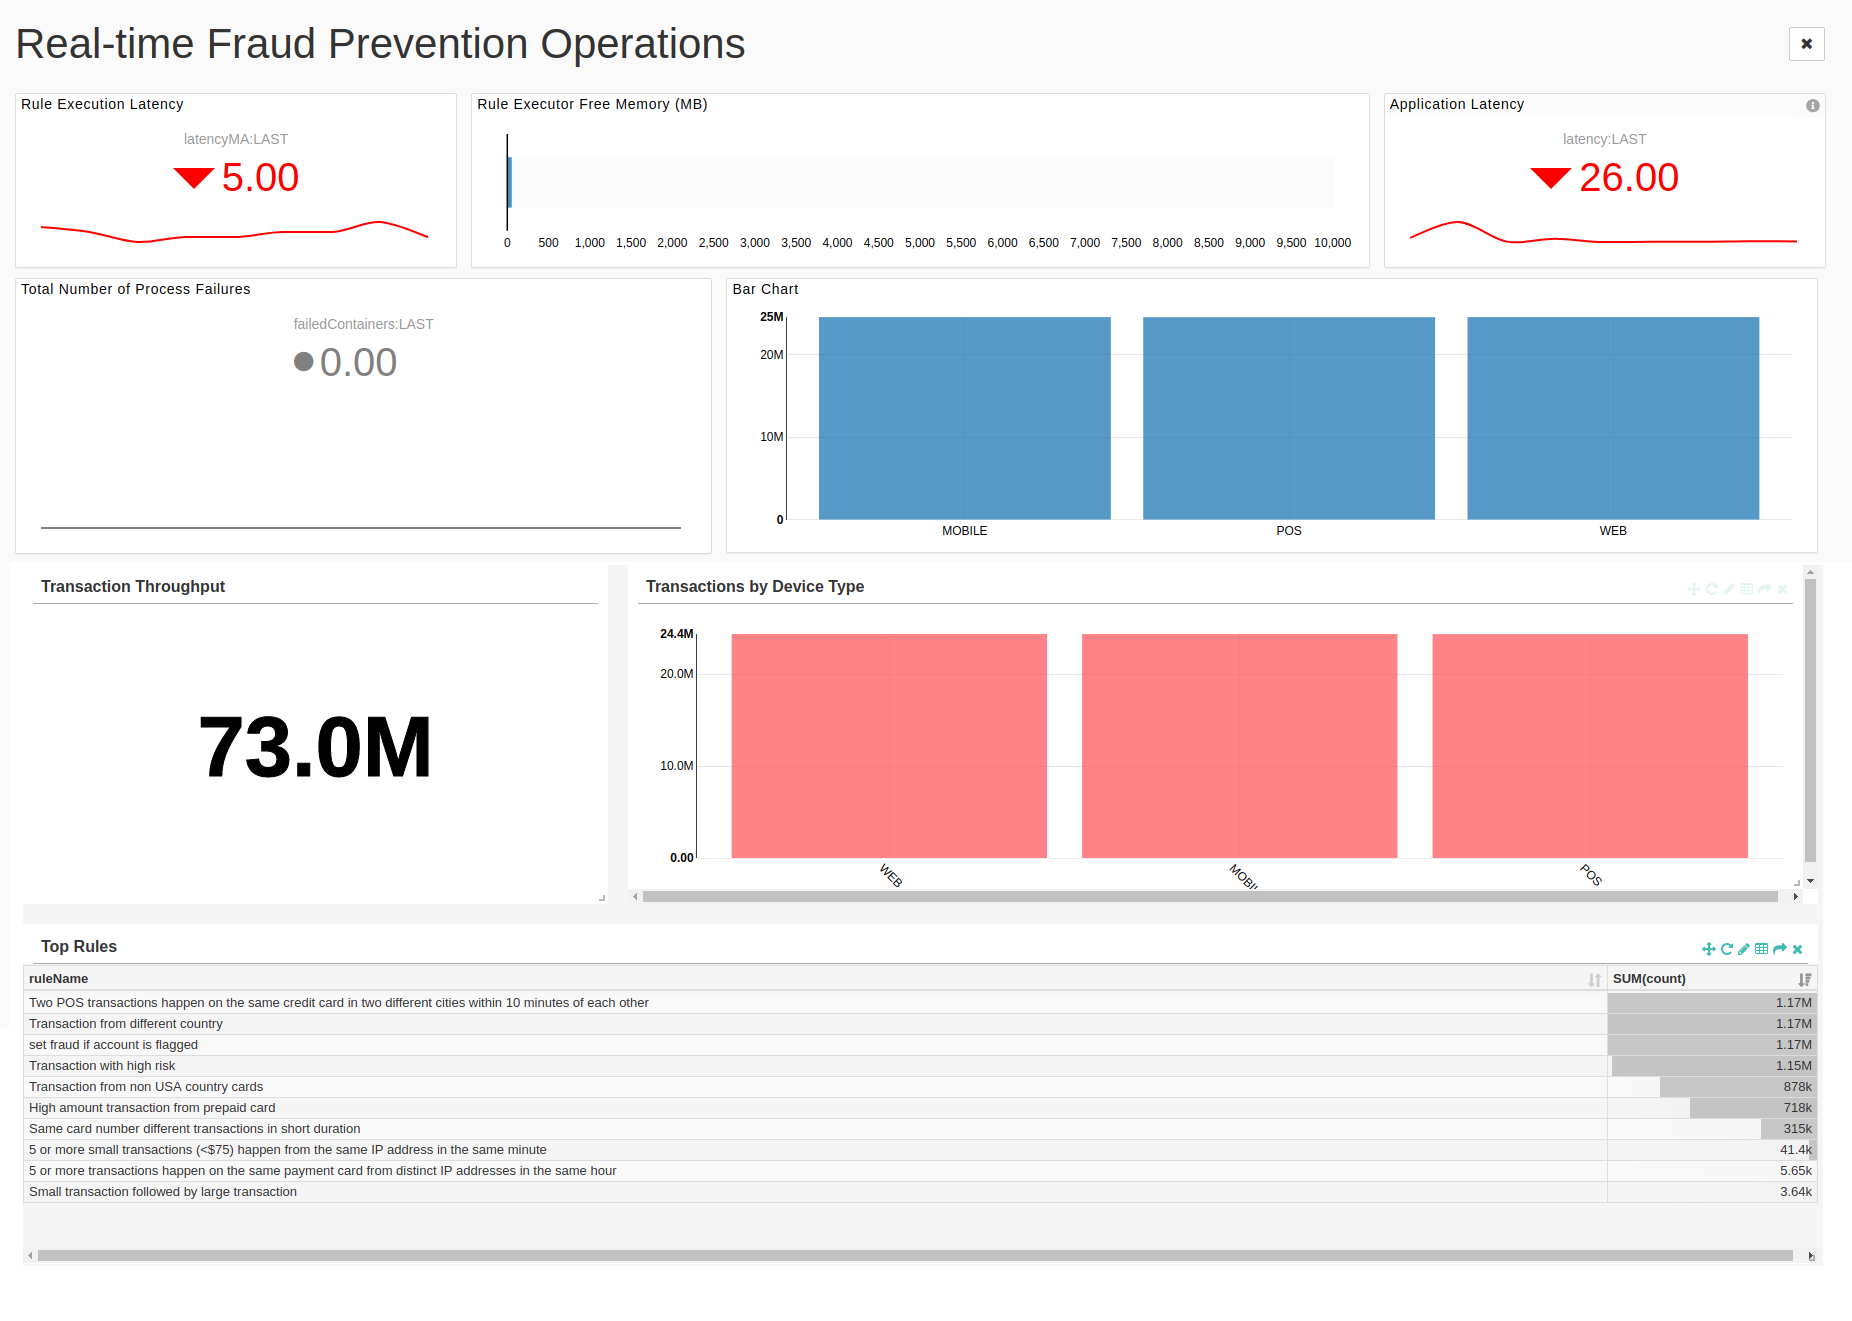 Real-time Fraud Prevention Operations
Rule Execution Latency
latencyMA:LAST
5.00
Rule Executor Free Memory (MB)
0 500 1,000 1,500 2,000 2,500 3,000 3,500 4,000 4,500 5,000 5,500 6,000 6,500 7,000 7,500 8,000 8,500 9,000 9,500 10,000
Application Latency
latency:LAST
26.00
Total Number of Process Failures
failedContainers:LAST
0.00
Bar Chart
25M
20M
10M
0
MOBILE POS WEB
Transaction Throughput
73.0M
Transactions by Device Type
24.4M
20.0M
10.0M
0.00
WEB MOBIL POS
Top Rules
ruleName SUM(count)
Two POS transactions happen on the same credit card in two different cities within 10 minutes of each other 1.17M
Transaction from different country 1.17M
set fraud if account is flagged 1.17M
Transaction with high risk 1.15M
Transaction from non USA country cards 878k
High amount transaction from prepaid card 718k
Same card number different transactions in short duration 315k
5 or more small transactions (<$75) happen from the same IP address in the same minute 41.4k
5 or more transactions happen on the same payment card from distinct IP addresses in the same hour 5.65k
Small transaction followed by large transaction 3.64k